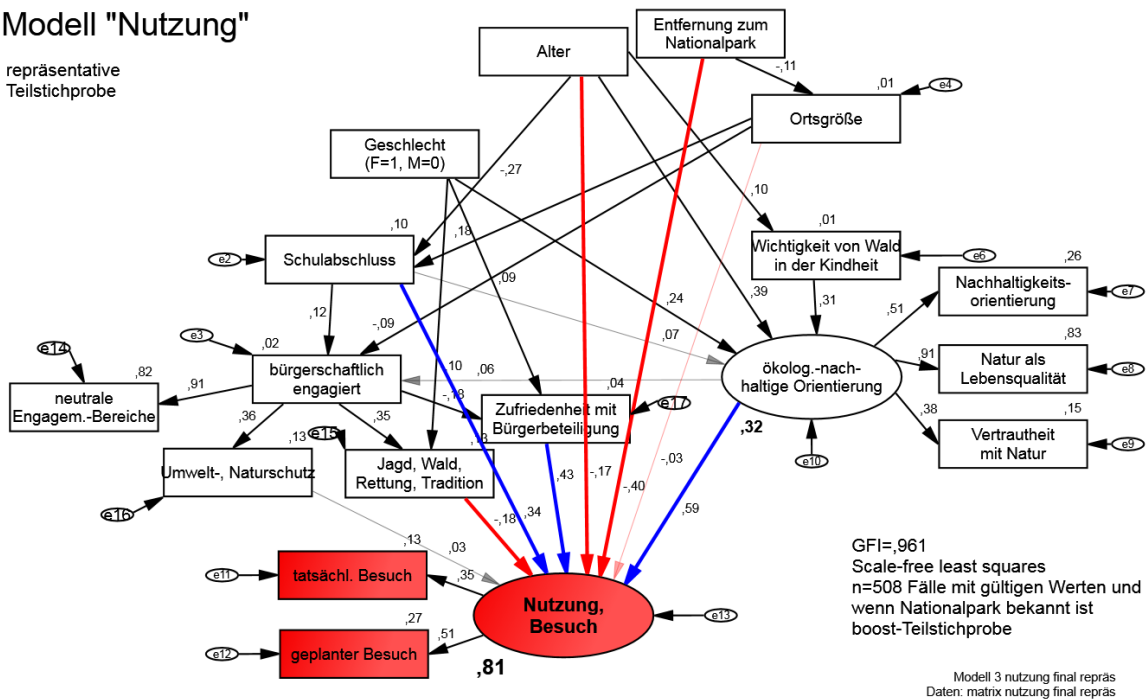 Modell "Nutzung"
repräsentative
Teilstichprobe
Alter
Entfernung zum
Nationalpark
-,11
,01
e4
Ortsgröße
Geschlecht
(F=1, M=0)
-,27
,10
,10
,18
,01
e2
Schulabschluss
Wichtigkeit von Wald
in der Kindheit
e6
,26
Nachhaltigkeits-
orientierung
e7
,09
,24
,39
,31
,51
,12
-,09
,07
e3
,02
e14
,82
,83
bürgerschaftlich
engagiert
,10
,06
,04
ökolog.-nach-
haltige Orientierung
,91
Natur als
Lebensqualität
e8
neutrale
Engagem.-Bereiche
,91
-,18
Zufriedenheit mit
Bürgerbeteiligung
e17
,38
,15
,36
,35
,32
Vertrautheit
mit Natur
e9
,13
e15
e10
Umwelt-, Naturschutz
Jagd, Wald,
Rettung, Tradition
,43
-,17
-,03
-,40
e16
-,18
,34
,59
,03
,13
e11
tatsächl. Besuch
,35
GFI=,961
Scale-free least squares
n=508 Fälle mit gültigen Werten und
wenn Nationalpark bekannt ist
boost-Teilstichprobe
Nutzung,
Besuch
e13
,27
e12
geplanter Besuch
,51
,81
Modell 3 nutzung final repräs
Daten: matrix nutzung final repräs